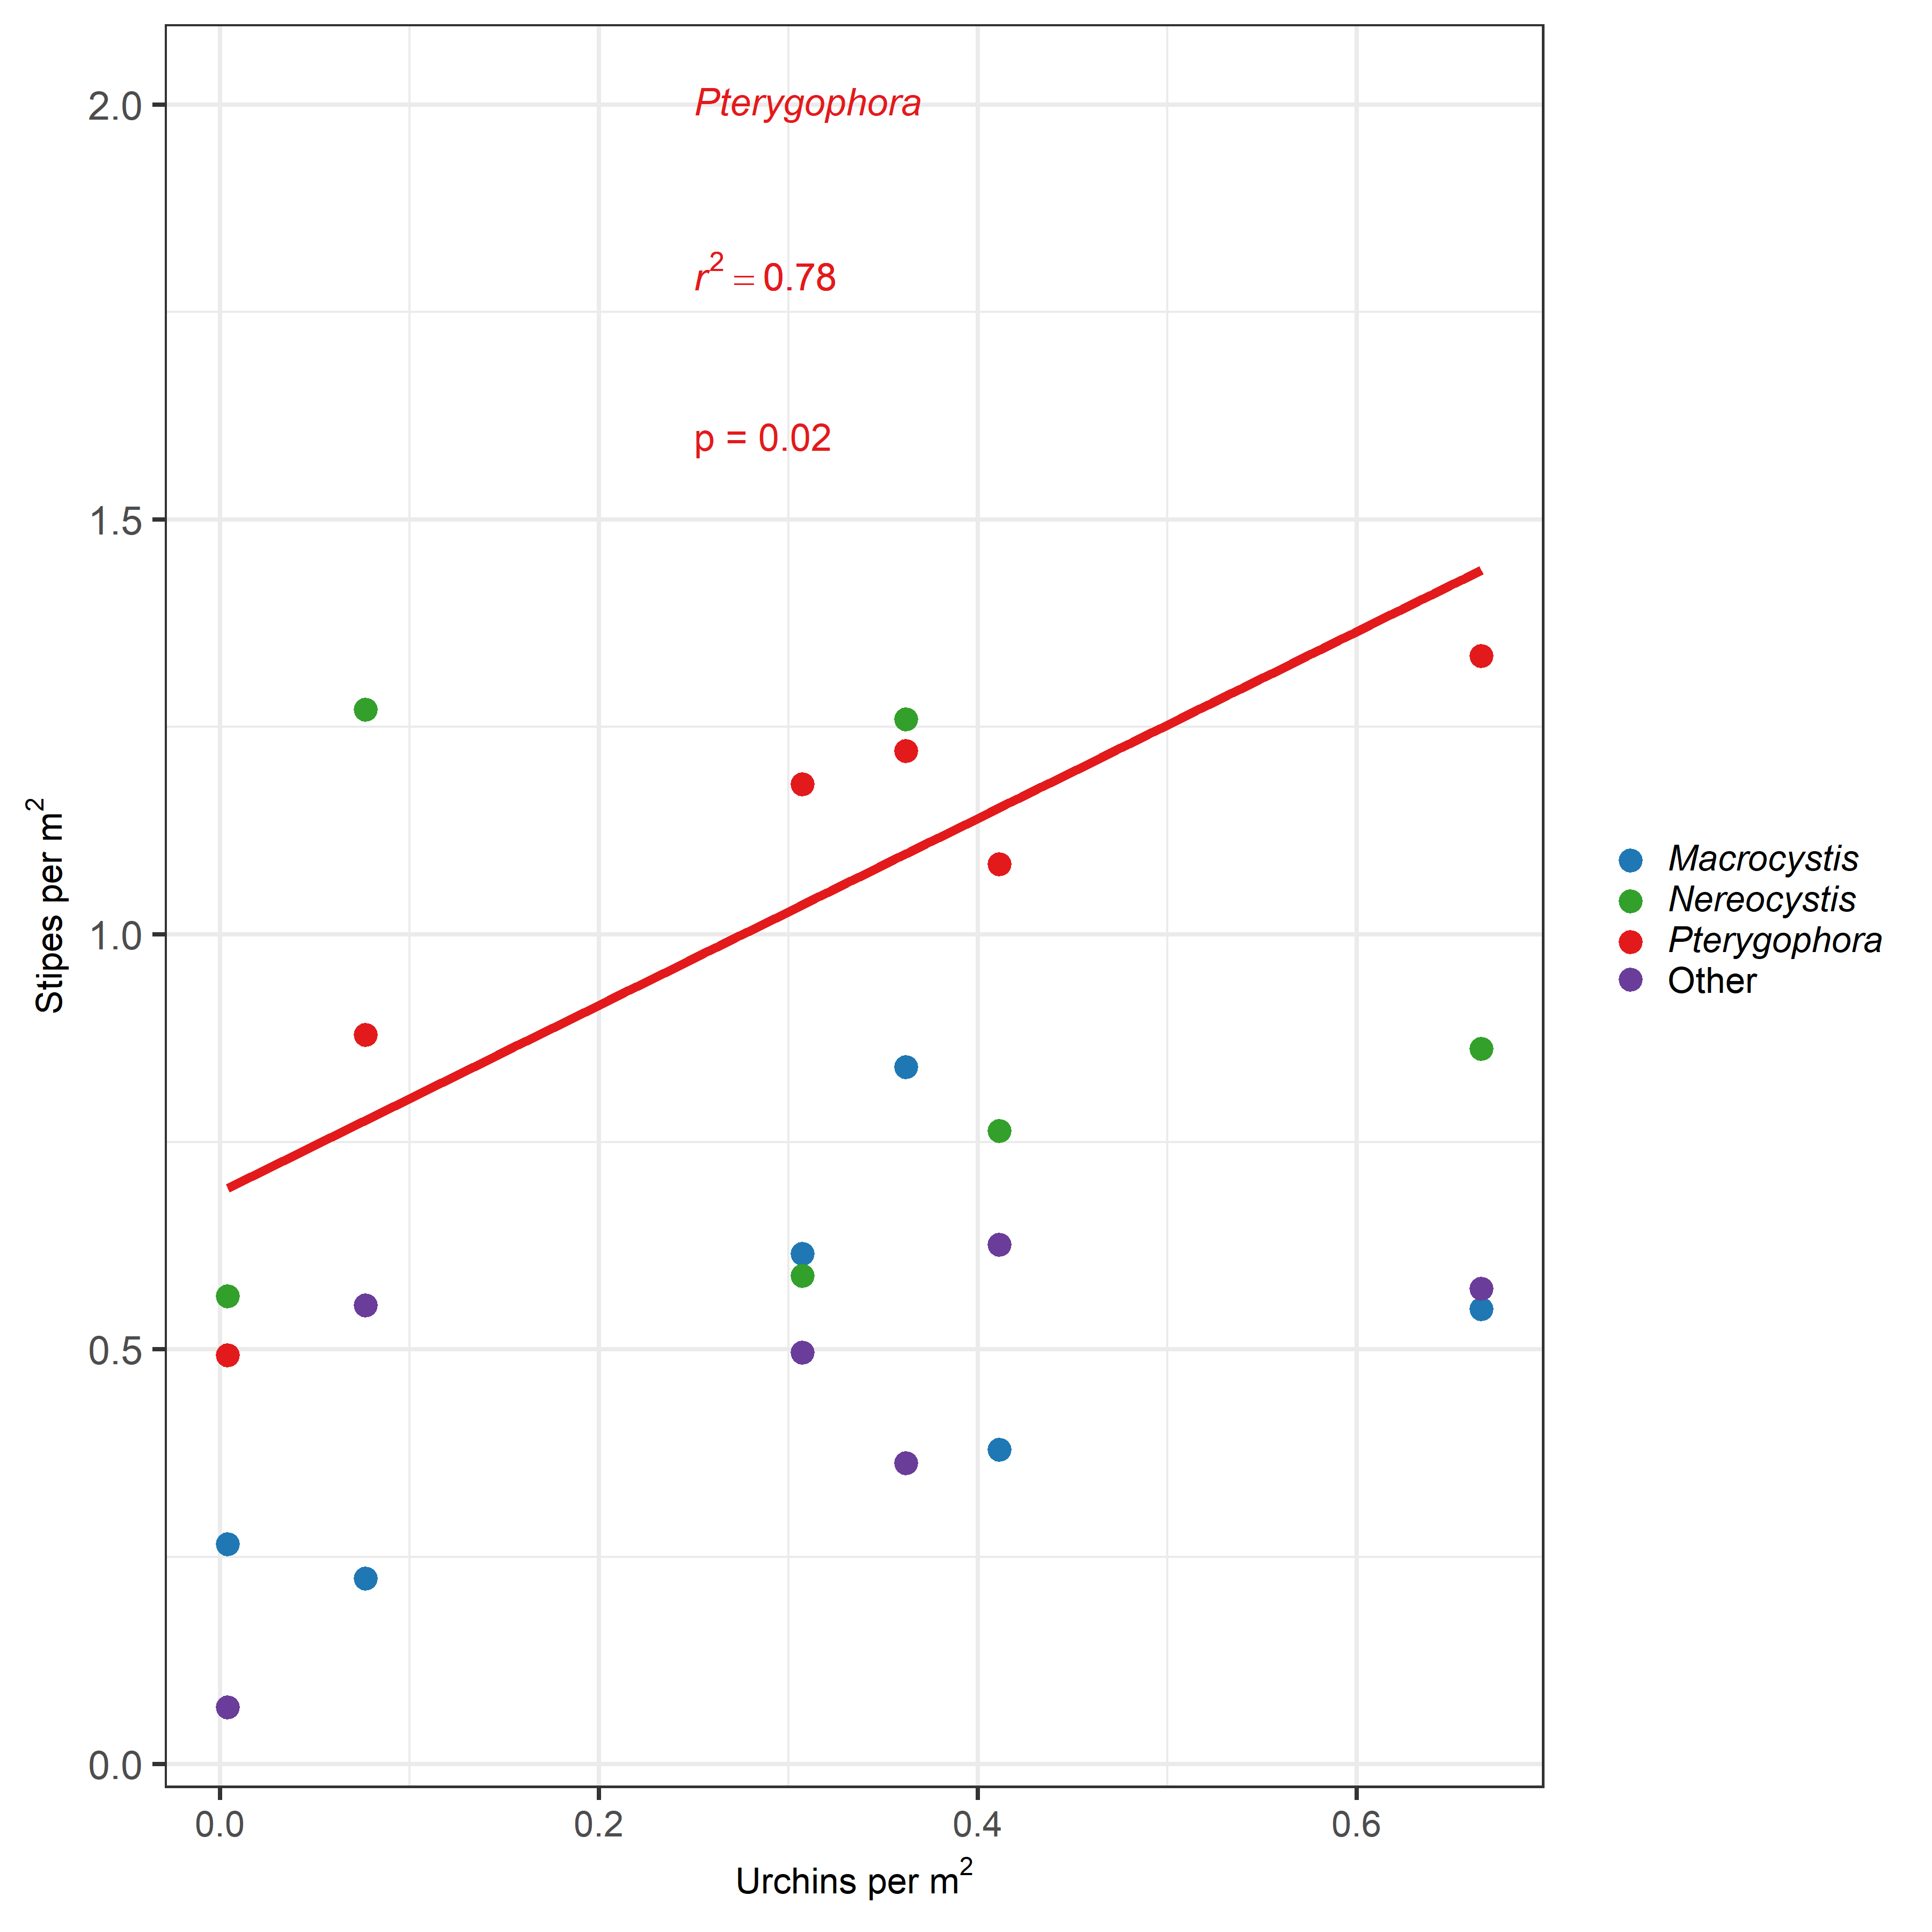 Pterygophora
r² = 0.78
p = 0.02
2.0
1.5
1.0
0.5
0.0
Stipes per m²
0.0 0.2 0.4 0.6
Urchins per m²
Macrocystis
Nereocystis
Pterygophora
Other